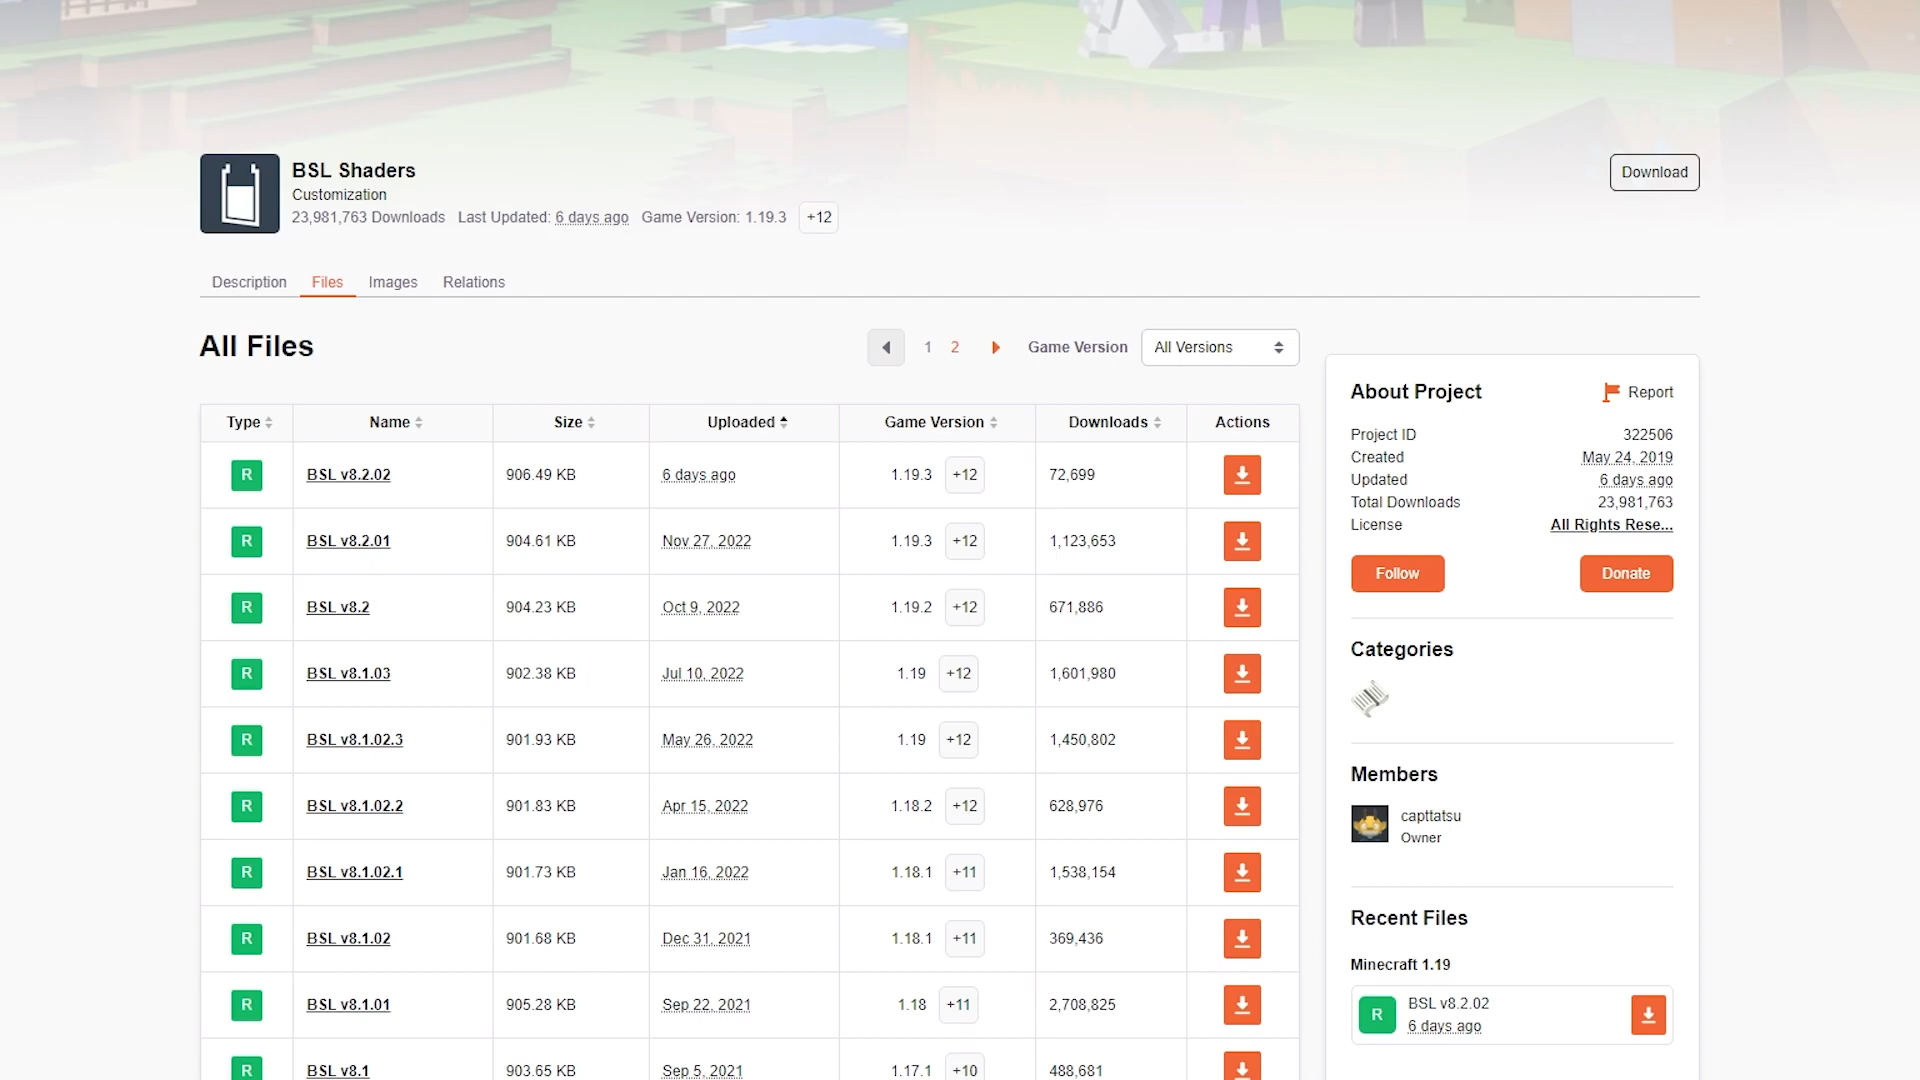 BSL Shaders
Download
Customization
23,981,763 Downloads Last Updated: 6 days ago Game Version: 1.19.3 +12
Description Files Images Relations
All Files
1 2 Game Version All Versions
Type Name Size Uploaded Game Version Downloads Actions
R BSL v8.2.02 906.49 KB 6 days ago 1.19.3 +12 72,699
R BSL v8.2.01 904.61 KB Nov 27, 2022 1.19.3 +12 1,123,653
R BSL v8.2 904.23 KB Oct 9, 2022 1.19.2 +12 671,886
R BSL v8.1.03 902.38 KB Jul 10, 2022 1.19 +12 1,601,980
R BSL v8.1.02.3 901.93 KB May 26, 2022 1.19 +12 1,450,802
R BSL v8.1.02.2 901.83 KB Apr 15, 2022 1.18.2 +12 628,976
R BSL v8.1.02.1 901.73 KB Jan 16, 2022 1.18.1 +11 1,538,154
R BSL v8.1.02 901.68 KB Dec 31, 2021 1.18.1 +11 369,436
R BSL v8.1.01 905.28 KB Sep 22, 2021 1.18 +11 2,708,825
R BSL v8.1 903.65 KB Sep 5, 2021 1.17.1 +10 488,681
About Project Report
Project ID 322506
Created May 24, 2019
Updated 6 days ago
Total Downloads 23,981,763
License All Rights Rese...
Follow Donate
Categories
Members
capttatsu
Owner
Recent Files
Minecraft 1.19
R BSL v8.2.02
6 days ago